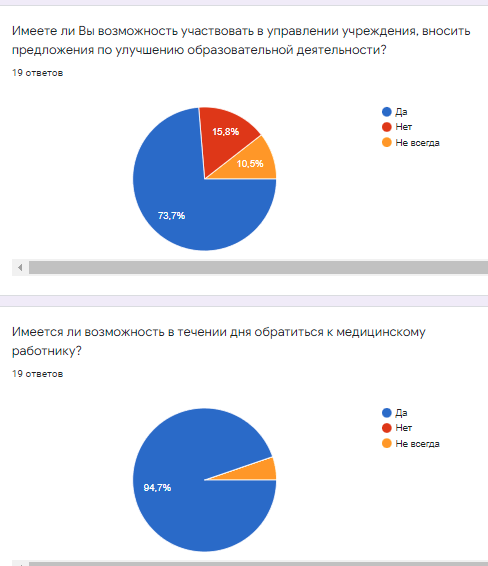 Имеете ли Вы возможность участвовать в управлении учреждения, вносить
предложения по улучшению образовательной деятельности?
19 ответов
Да
Нет
Не всегда
15,8%
10,5%
73,7%
Имеется ли возможность в течении дня обратиться к медицинскому
работнику?
19 ответов
Да
Нет
Не всегда
94,7%